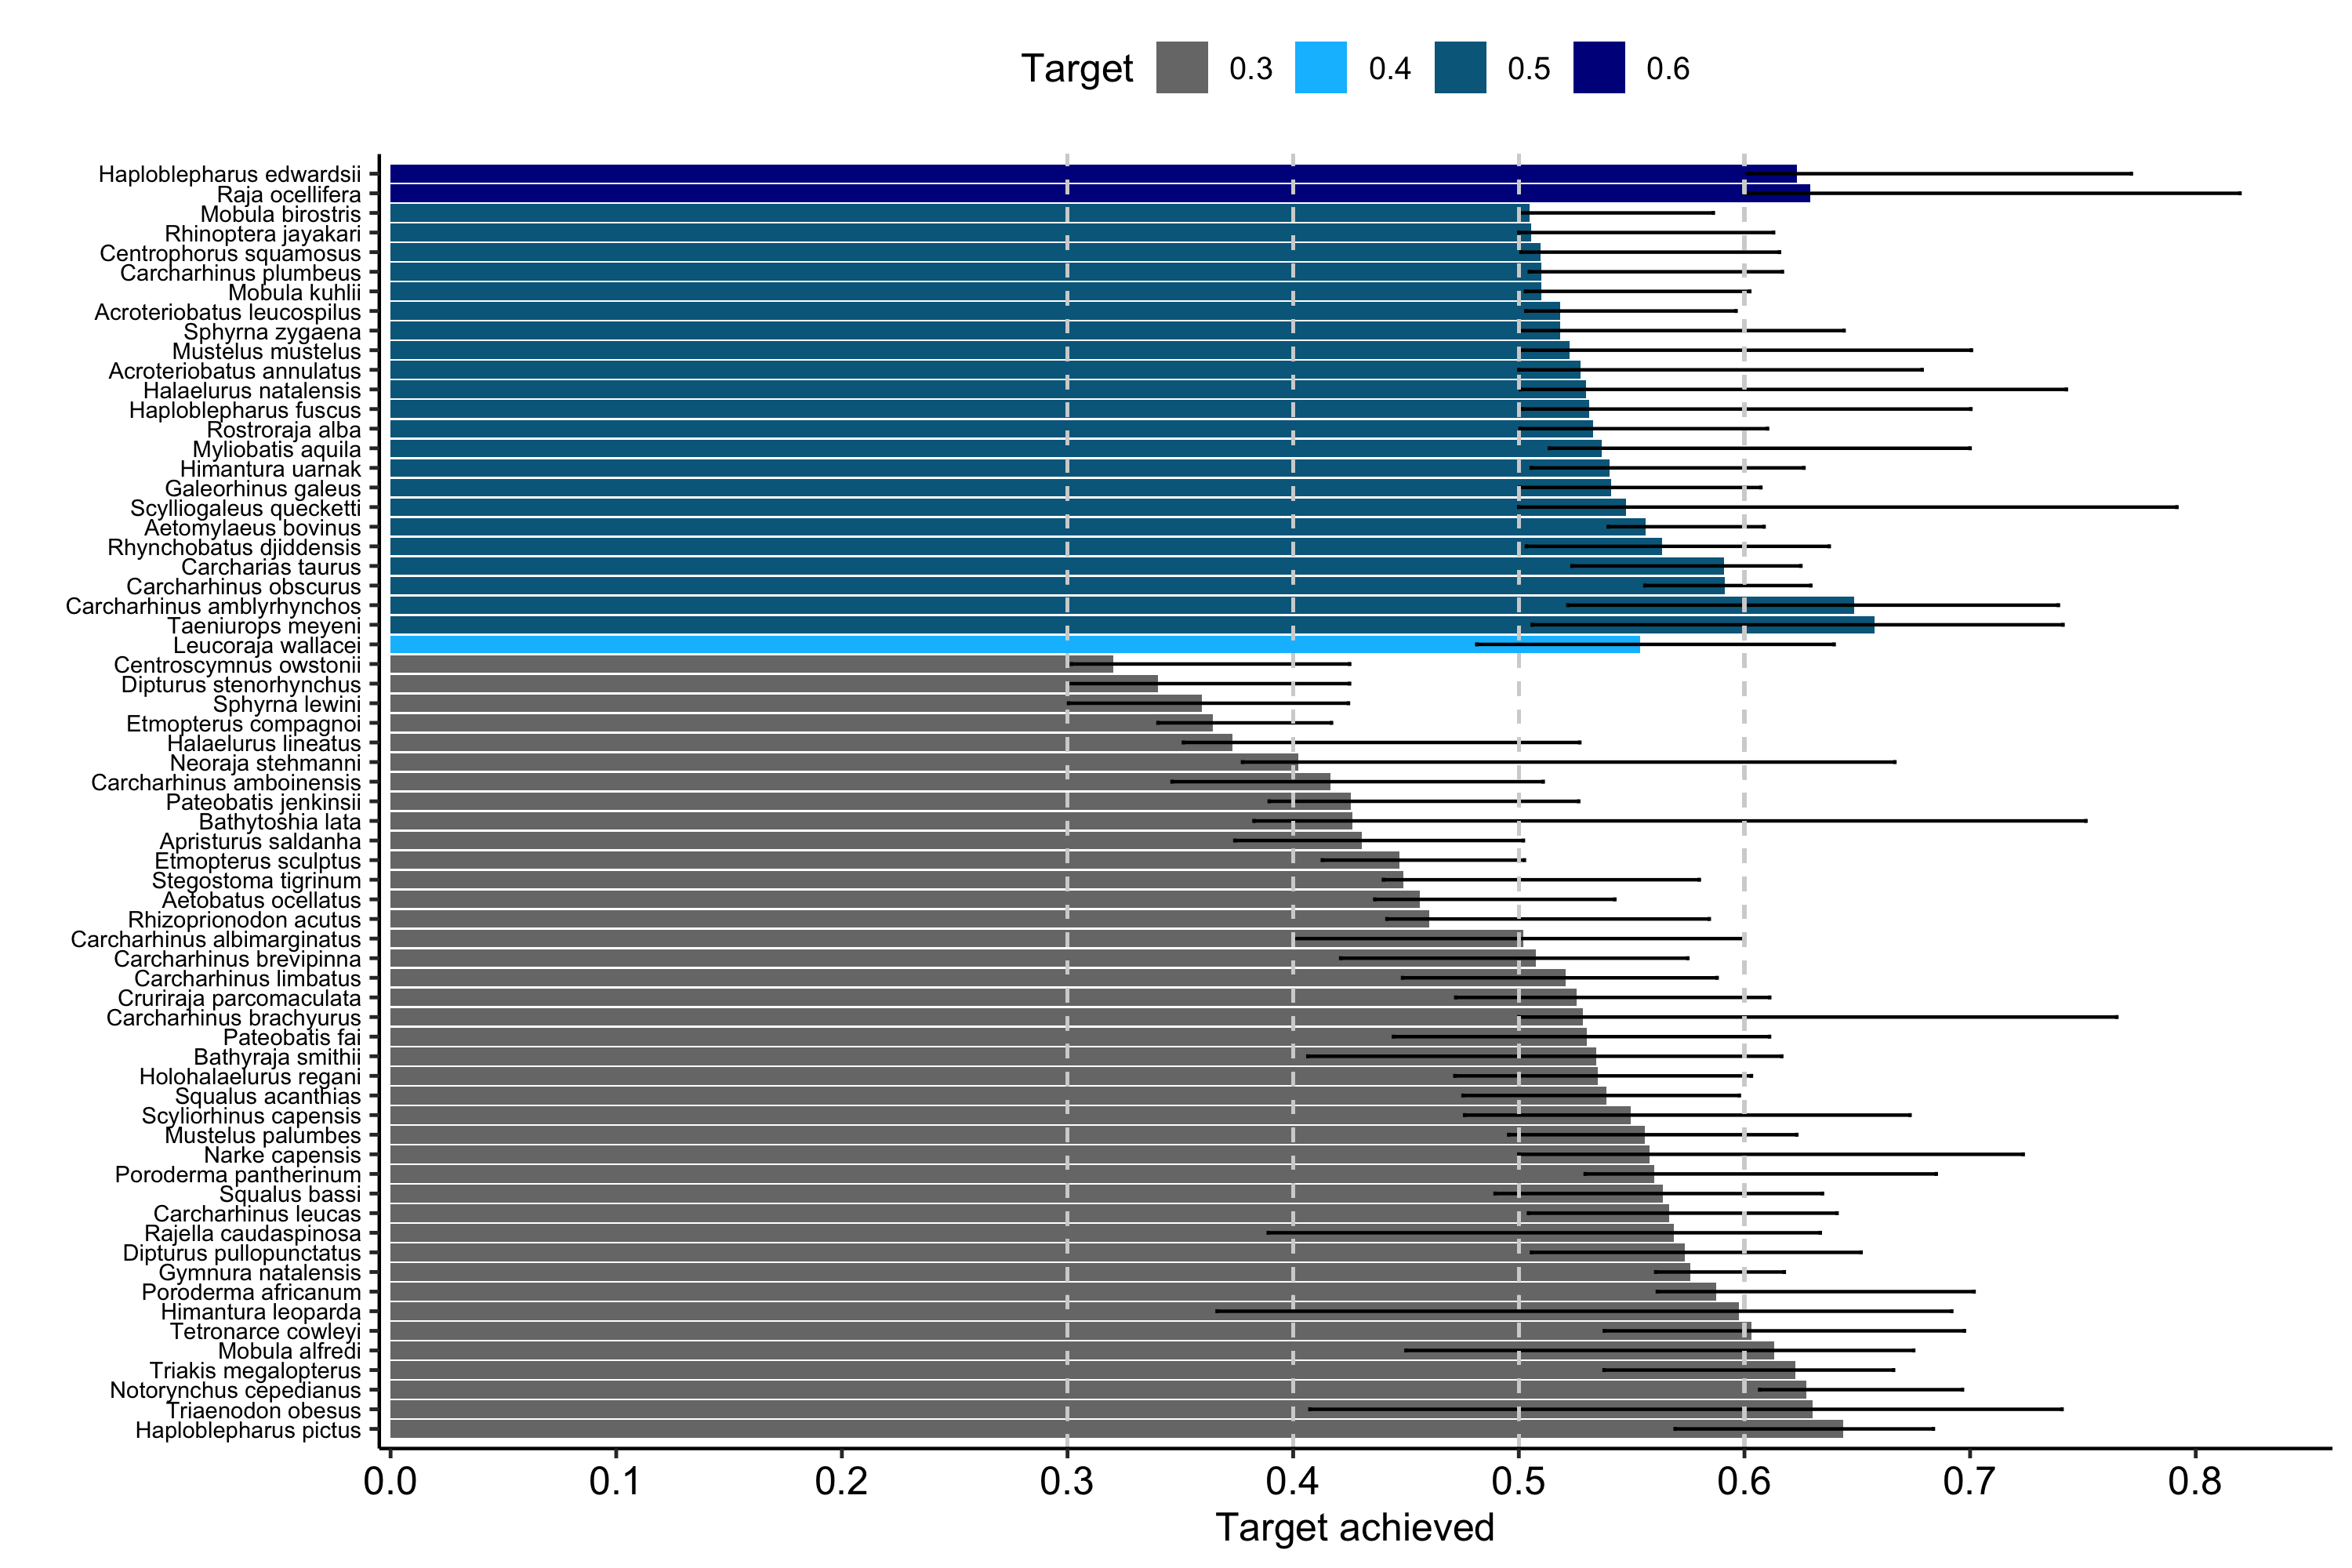 Target 0.3 0.4 0.5 0.6
Haploblepharus edwardsii
Raja ocellifera
Mobula birostris
Rhinoptera jayakari
Centrophorus squamosus
Carcharhinus plumbeus
Mobula kuhlii
Acroteriobatus leucospilus
Sphyrna zygaena
Mustelus mustelus
Acroteriobatus annulatus
Halaelurus natalensis
Haploblepharus fuscus
Rostroraja alba
Myliobatis aquila
Himantura uarnak
Galeorhinus galeus
Scylliogaleus quecketti
Aetomylaeus bovinus
Rhynchobatus djiddensis
Carcharias taurus
Carcharhinus obscurus
Carcharhinus amblyrhynchos
Taeniurops meyeni
Leucoraja wallacei
Centroscymnus owstonii
Dipturus stenorhynchus
Sphyrna lewini
Etmopterus compagnoi
Halaelurus lineatus
Neoraja stehmanni
Carcharhinus amboinensis
Pateobatis jenkinsii
Bathytoshia lata
Apristurus saldanha
Etmopterus sculptus
Stegostoma tigrinum
Aetobatus ocellatus
Rhizoprionodon acutus
Carcharhinus albimarginatus
Carcharhinus brevipinna
Carcharhinus limbatus
Cruriraja parcomaculata
Carcharhinus brachyurus
Pateobatis fai
Bathyraja smithii
Holohalaelurus regani
Squalus acanthias
Scyliorhinus capensis
Mustelus palumbes
Narke capensis
Poroderma pantherinum
Squalus bassi
Carcharhinus leucas
Rajella caudaspinosa
Dipturus pullopunctatus
Gymnura natalensis
Poroderma africanum
Himantura leoparda
Tetronarce cowleyi
Mobula alfredi
Triakis megalopterus
Notorynchus cepedianus
Triaenodon obesus
Haploblepharus pictus
0.0 0.1 0.2 0.3 0.4 0.5 0.6 0.7 0.8
Target achieved